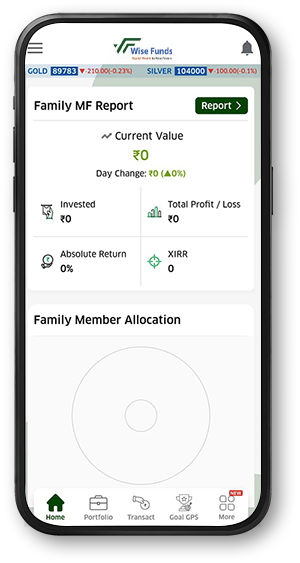 Wise Funds
GOLD 89783 ▼-210.00(-0.23%) SILVER 104000 ▼-100.00(-0.1%)
Family MF Report
Report >
Current Value
₹0
Day Change: ₹0 (▲0%)
Invested
₹0
Total Profit / Loss
₹0
Absolute Return
0%
XIRR
0
Family Member Allocation
NEW
Home Portfolio Transact Goal GPS More